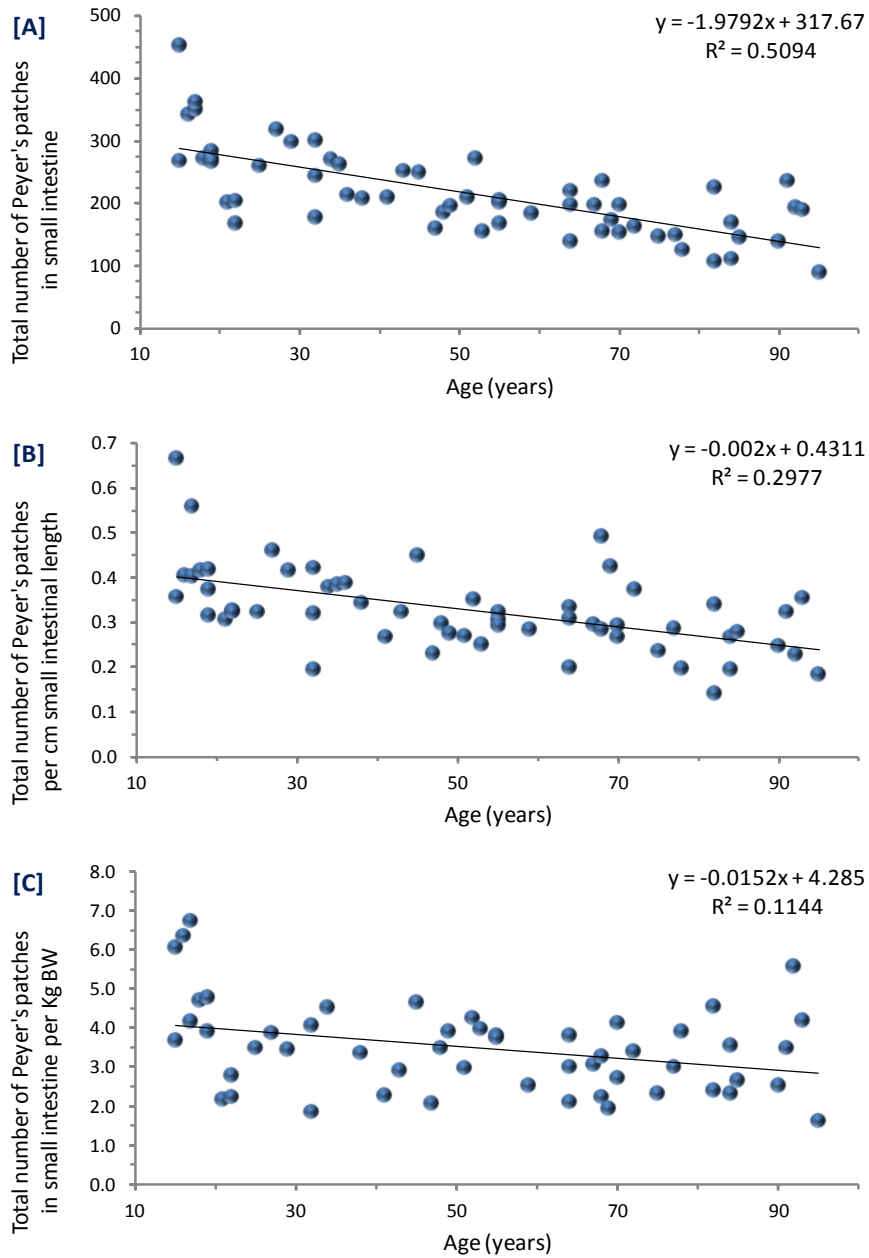 [A]
y = -1.9792x + 317.67
R² = 0.5094
Total number of Peyer's patches
in small intestine
500
400
300
200
100
0
10 30 50 70 90
Age (years)
[B]
y = -0.002x + 0.4311
R² = 0.2977
Total number of Peyer's patches
per cm small intestinal length
0.7
0.6
0.5
0.4
0.3
0.2
0.1
0.0
10 30 50 70 90
Age (years)
[C]
y = -0.0152x + 4.285
R² = 0.1144
Total number of Peyer's patches
in small intestine per Kg BW
8.0
7.0
6.0
5.0
4.0
3.0
2.0
1.0
0.0
10 30 50 70 90
Age (years)